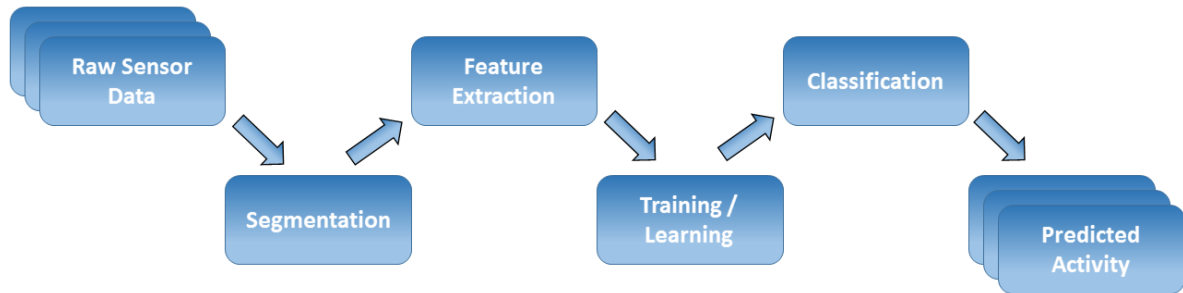 Raw Sensor
Data
Segmentation
Feature
Extraction
Training /
Learning
Classification
Predicted
Activity